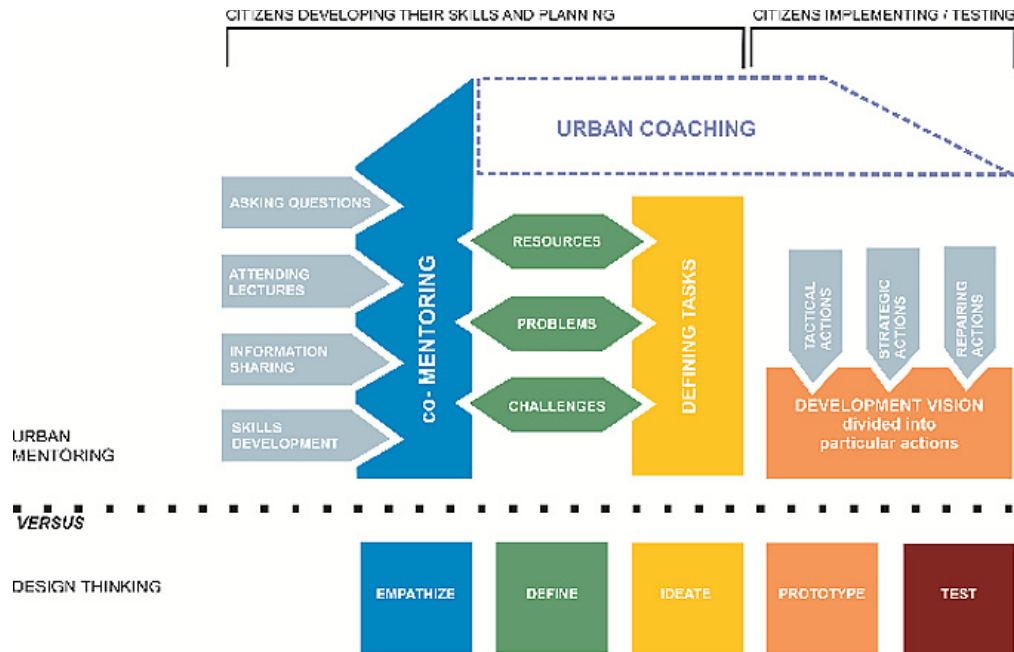 CITIZENS DEVELOPING THEIR SKILLS AND PLANNING
CITIZENS IMPLEMENTING / TESTING
URBAN COACHING
ASKING QUESTIONS
ATTENDING
LECTURES
INFORMATION
SHARING
SKILLS
DEVELOPMENT
co- MENTORING
RESOURCES
PROBLEMS
CHALLENGES
DEFINING TASKS
TACTICAL
ACTIONS
STRATEGIC
ACTIONS
REPAIRING
ACTIONS
DEVELOPMENT VISION
divided into
particular actions
URBAN
MENTORING
VERSUS
DESIGN THINKING
EMPATHIZE
DEFINE
IDEATE
PROTOTYPE
TEST